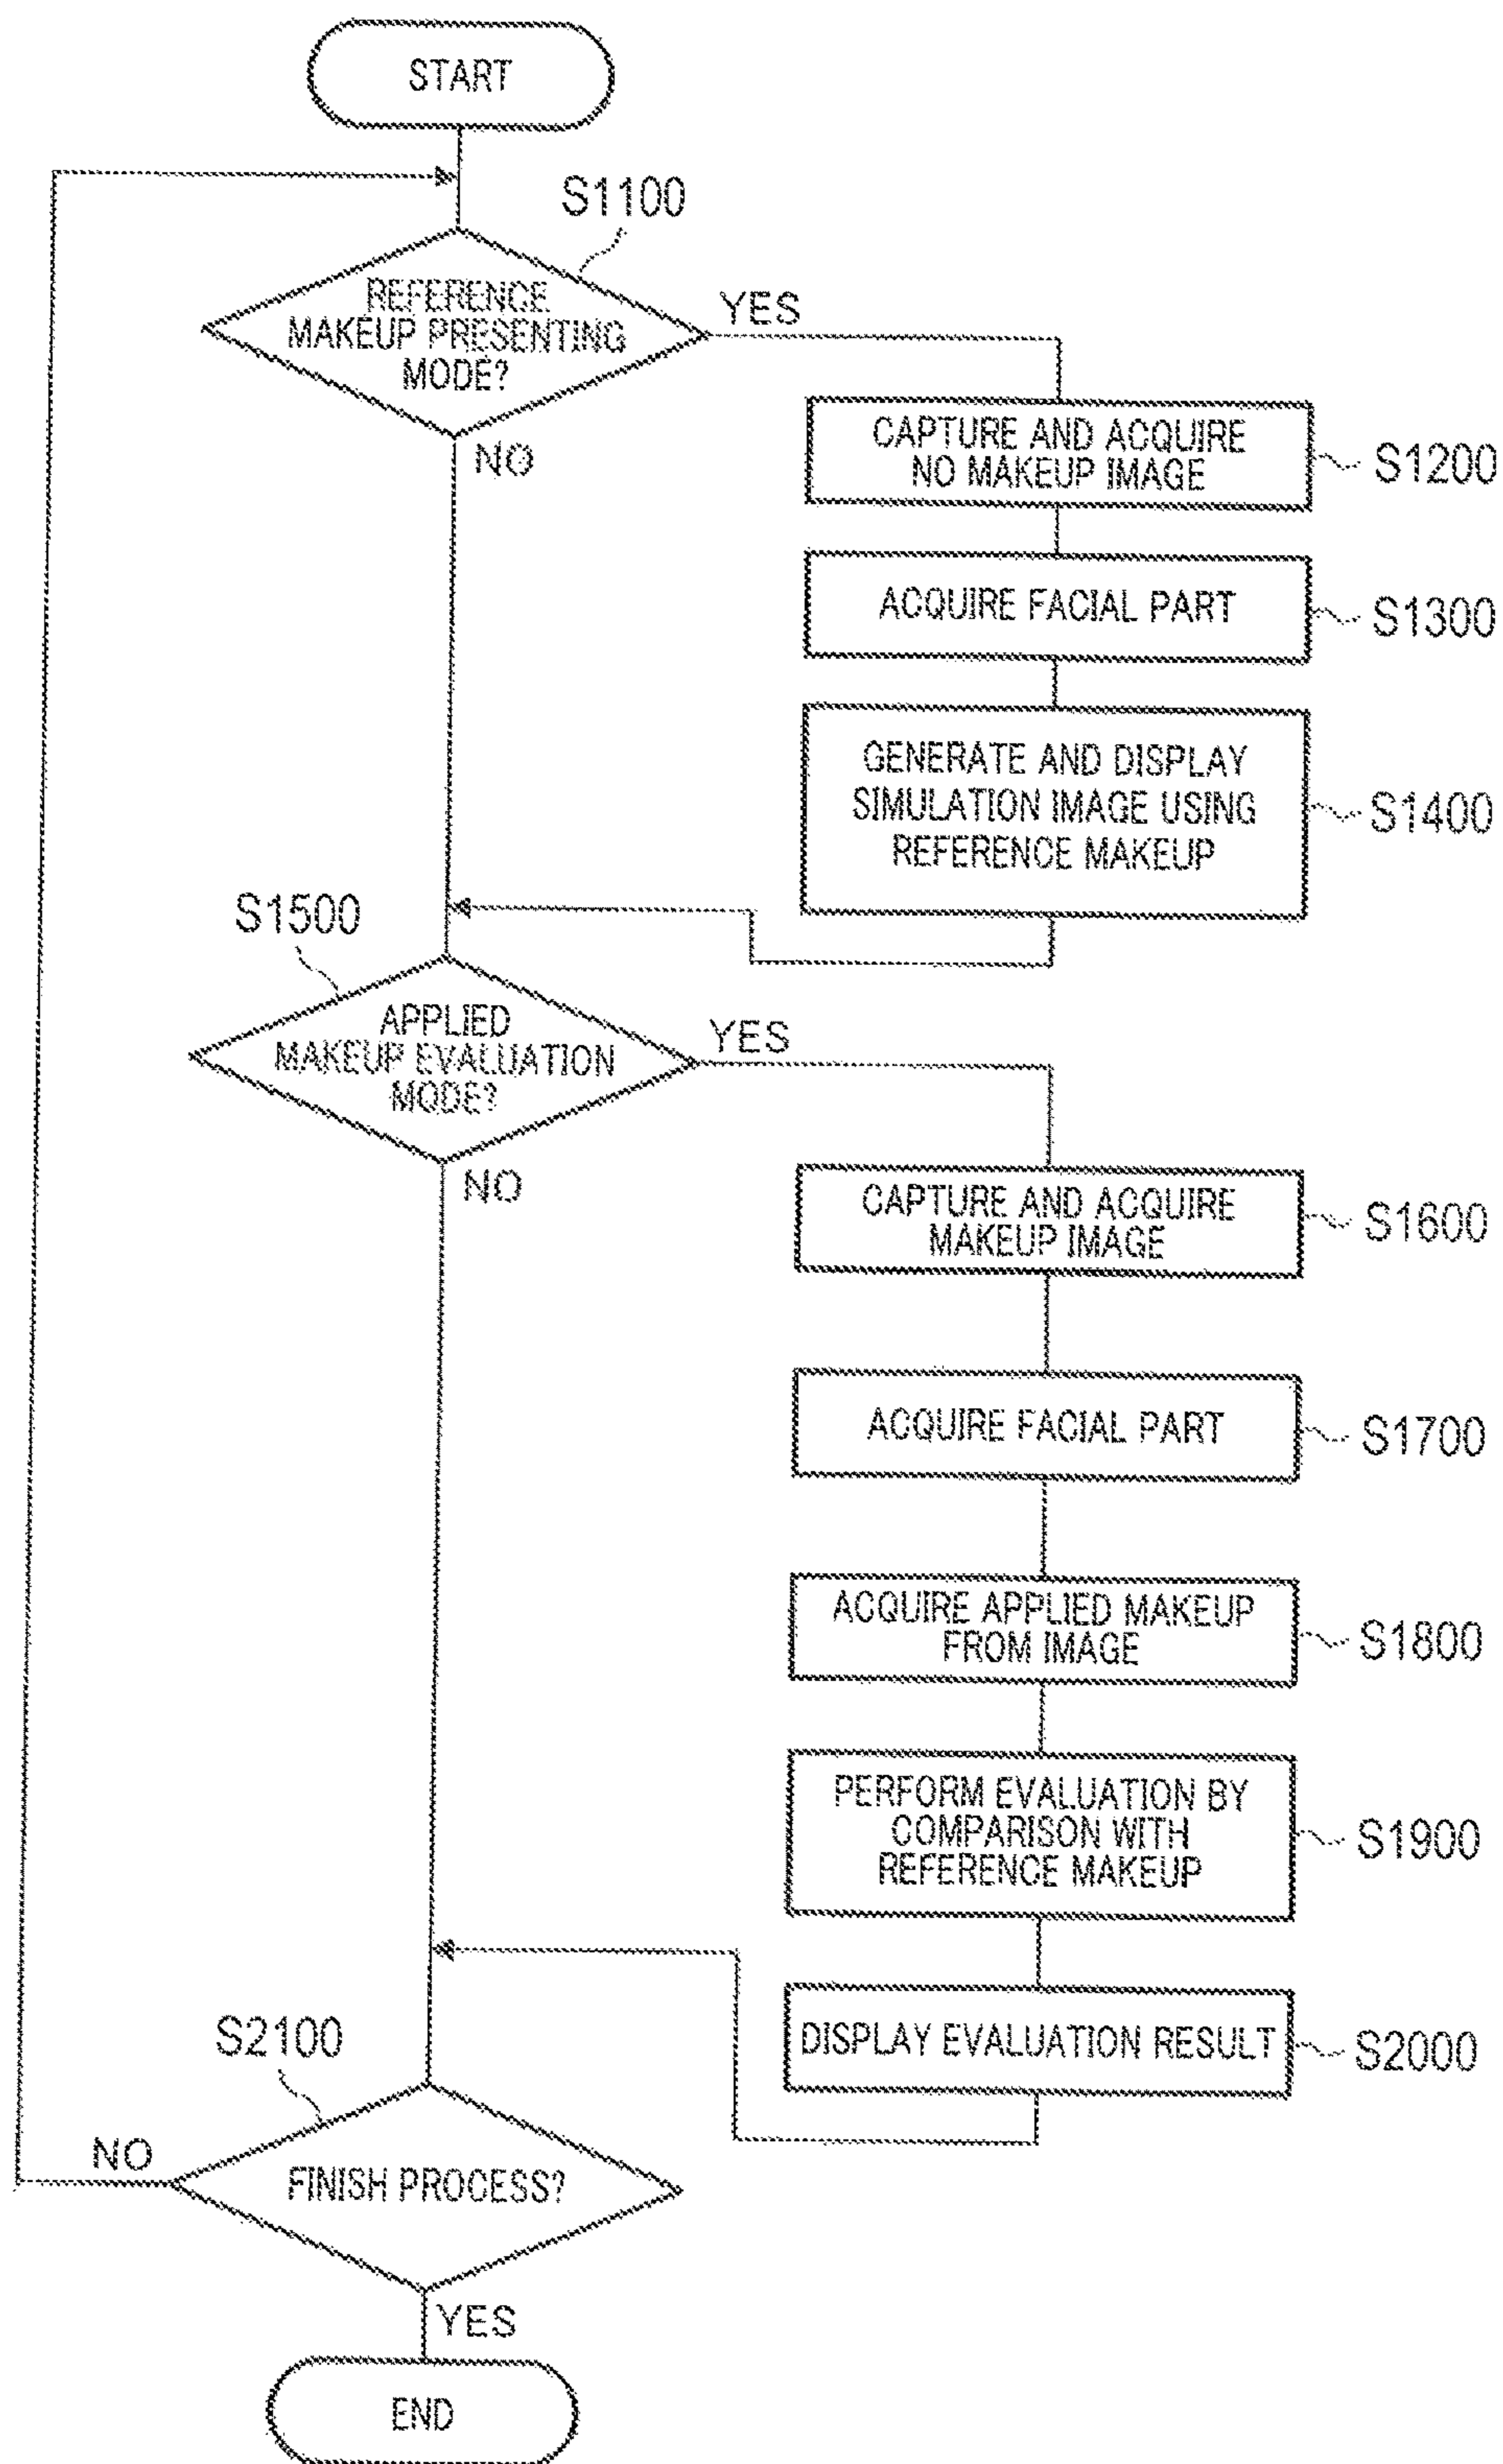 START
S1100
REFERENCE
MAKEUP PRESENTING
MODE?
YES
NO
CAPTURE AND ACQUIRE
NO MAKEUP IMAGE
S1200
ACQUIRE FACIAL PART
S1300
GENERATE AND DISPLAY
SIMULATION IMAGE USING
REFERENCE MAKEUP
S1400
S1500
APPLIED
MAKEUP EVALUATION
MODE?
YES
NO
CAPTURE AND ACQUIRE
MAKEUP IMAGE
S1600
ACQUIRE FACIAL PART
S1700
ACQUIRE APPLIED MAKEUP
FROM IMAGE
S1800
PERFORM EVALUATION BY
COMPARISON WITH
REFERENCE MAKEUP
S1900
DISPLAY EVALUATION RESULT
S2000
S2100
FINISH PROCESS?
NO
YES
END